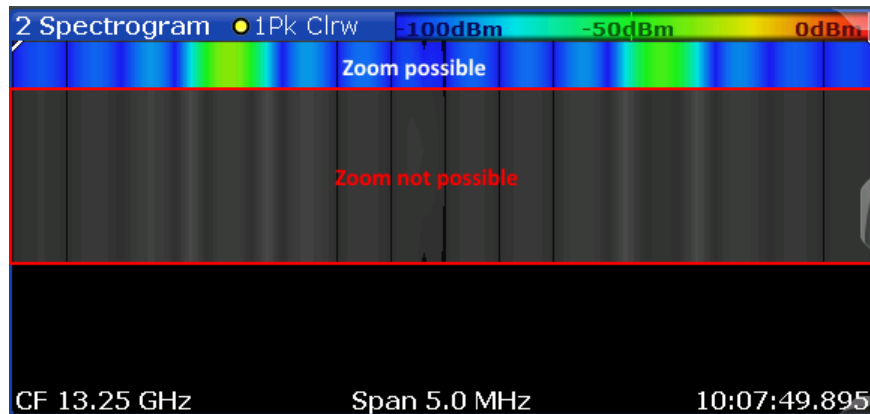 2 Spectrogram 1Pk Clrw -100dBm -50dBm 0dBm
Zoom possible
Zoom not possible
CF 13.25 GHz Span 5.0 MHz 10:07:49.895